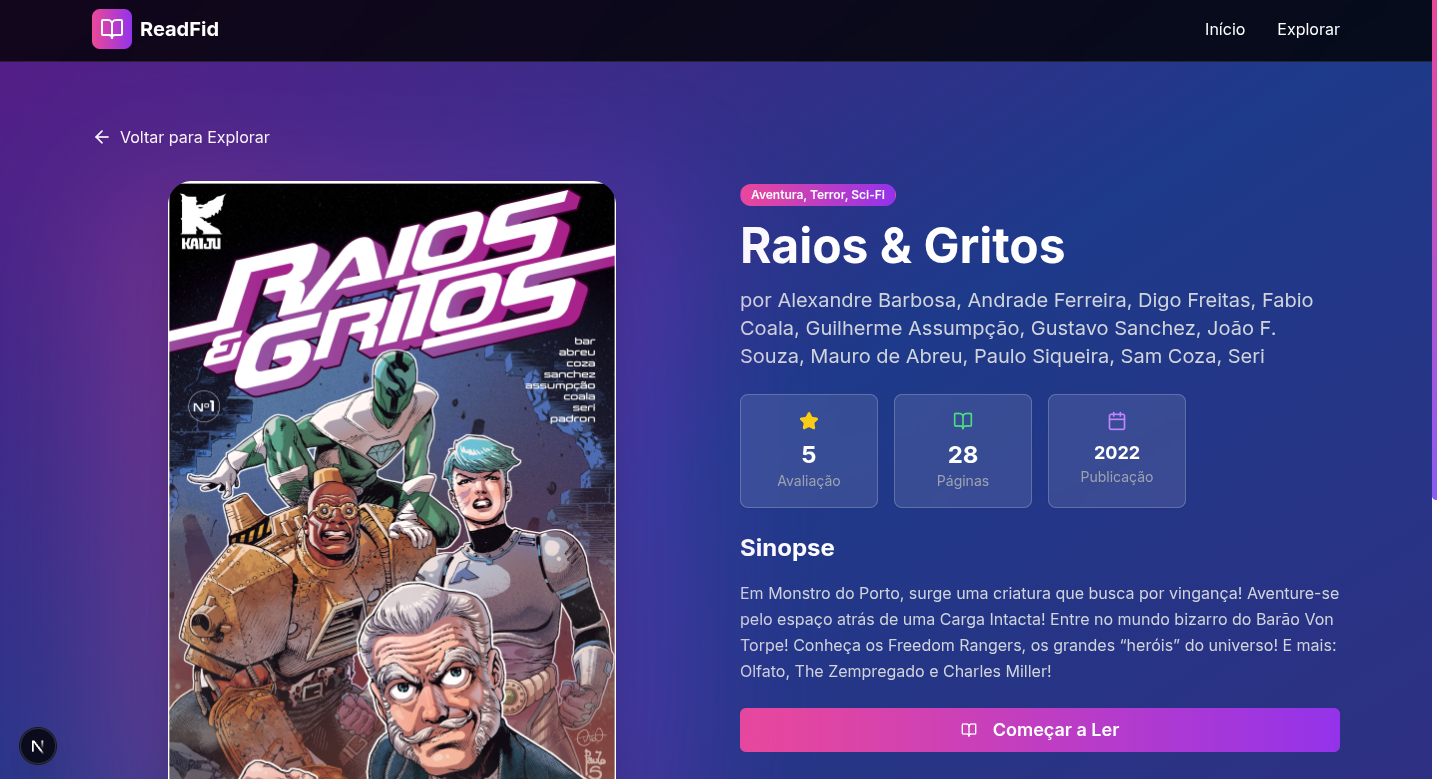 ReadFid
Início
Explorar
Voltar para Explorar
KAIJU
RAIOS
& GRITOS
bar
abreu
coza
sanchez
assumpção
coala
seri
padron
Nº1
Aventura, Terror, Sci-Fi
Raios & Gritos
por Alexandre Barbosa, Andrade Ferreira, Digo Freitas, Fabio
Coala, Guilherme Assumpção, Gustavo Sanchez, João F.
Souza, Mauro de Abreu, Paulo Siqueira, Sam Coza, Seri
5
Avaliação
28
Páginas
2022
Publicação
Sinopse
Em Monstro do Porto, surge uma criatura que busca por vingança! Aventure-se
pelo espaço atrás de uma Carga Intacta! Entre no mundo bizarro do Barão Von
Torpe! Conheça os Freedom Rangers, os grandes “heróis” do universo! E mais:
Olfato, The Zempregado e Charles Miller!
Começar a Ler
N